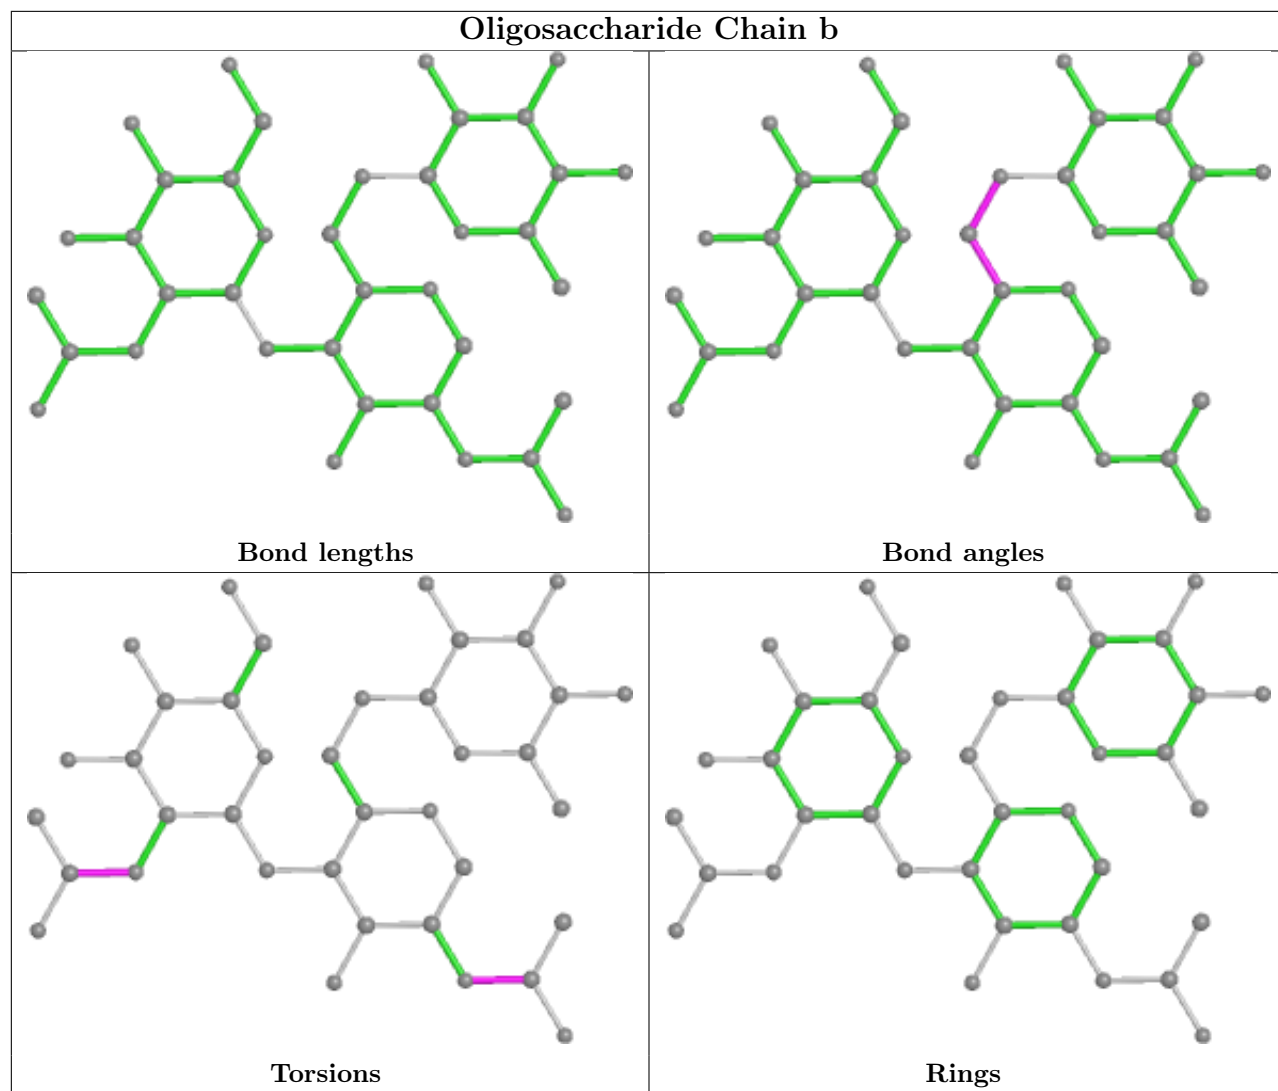 Oligosaccharide Chain b
Bond lengths
Bond angles
Torsions
Rings